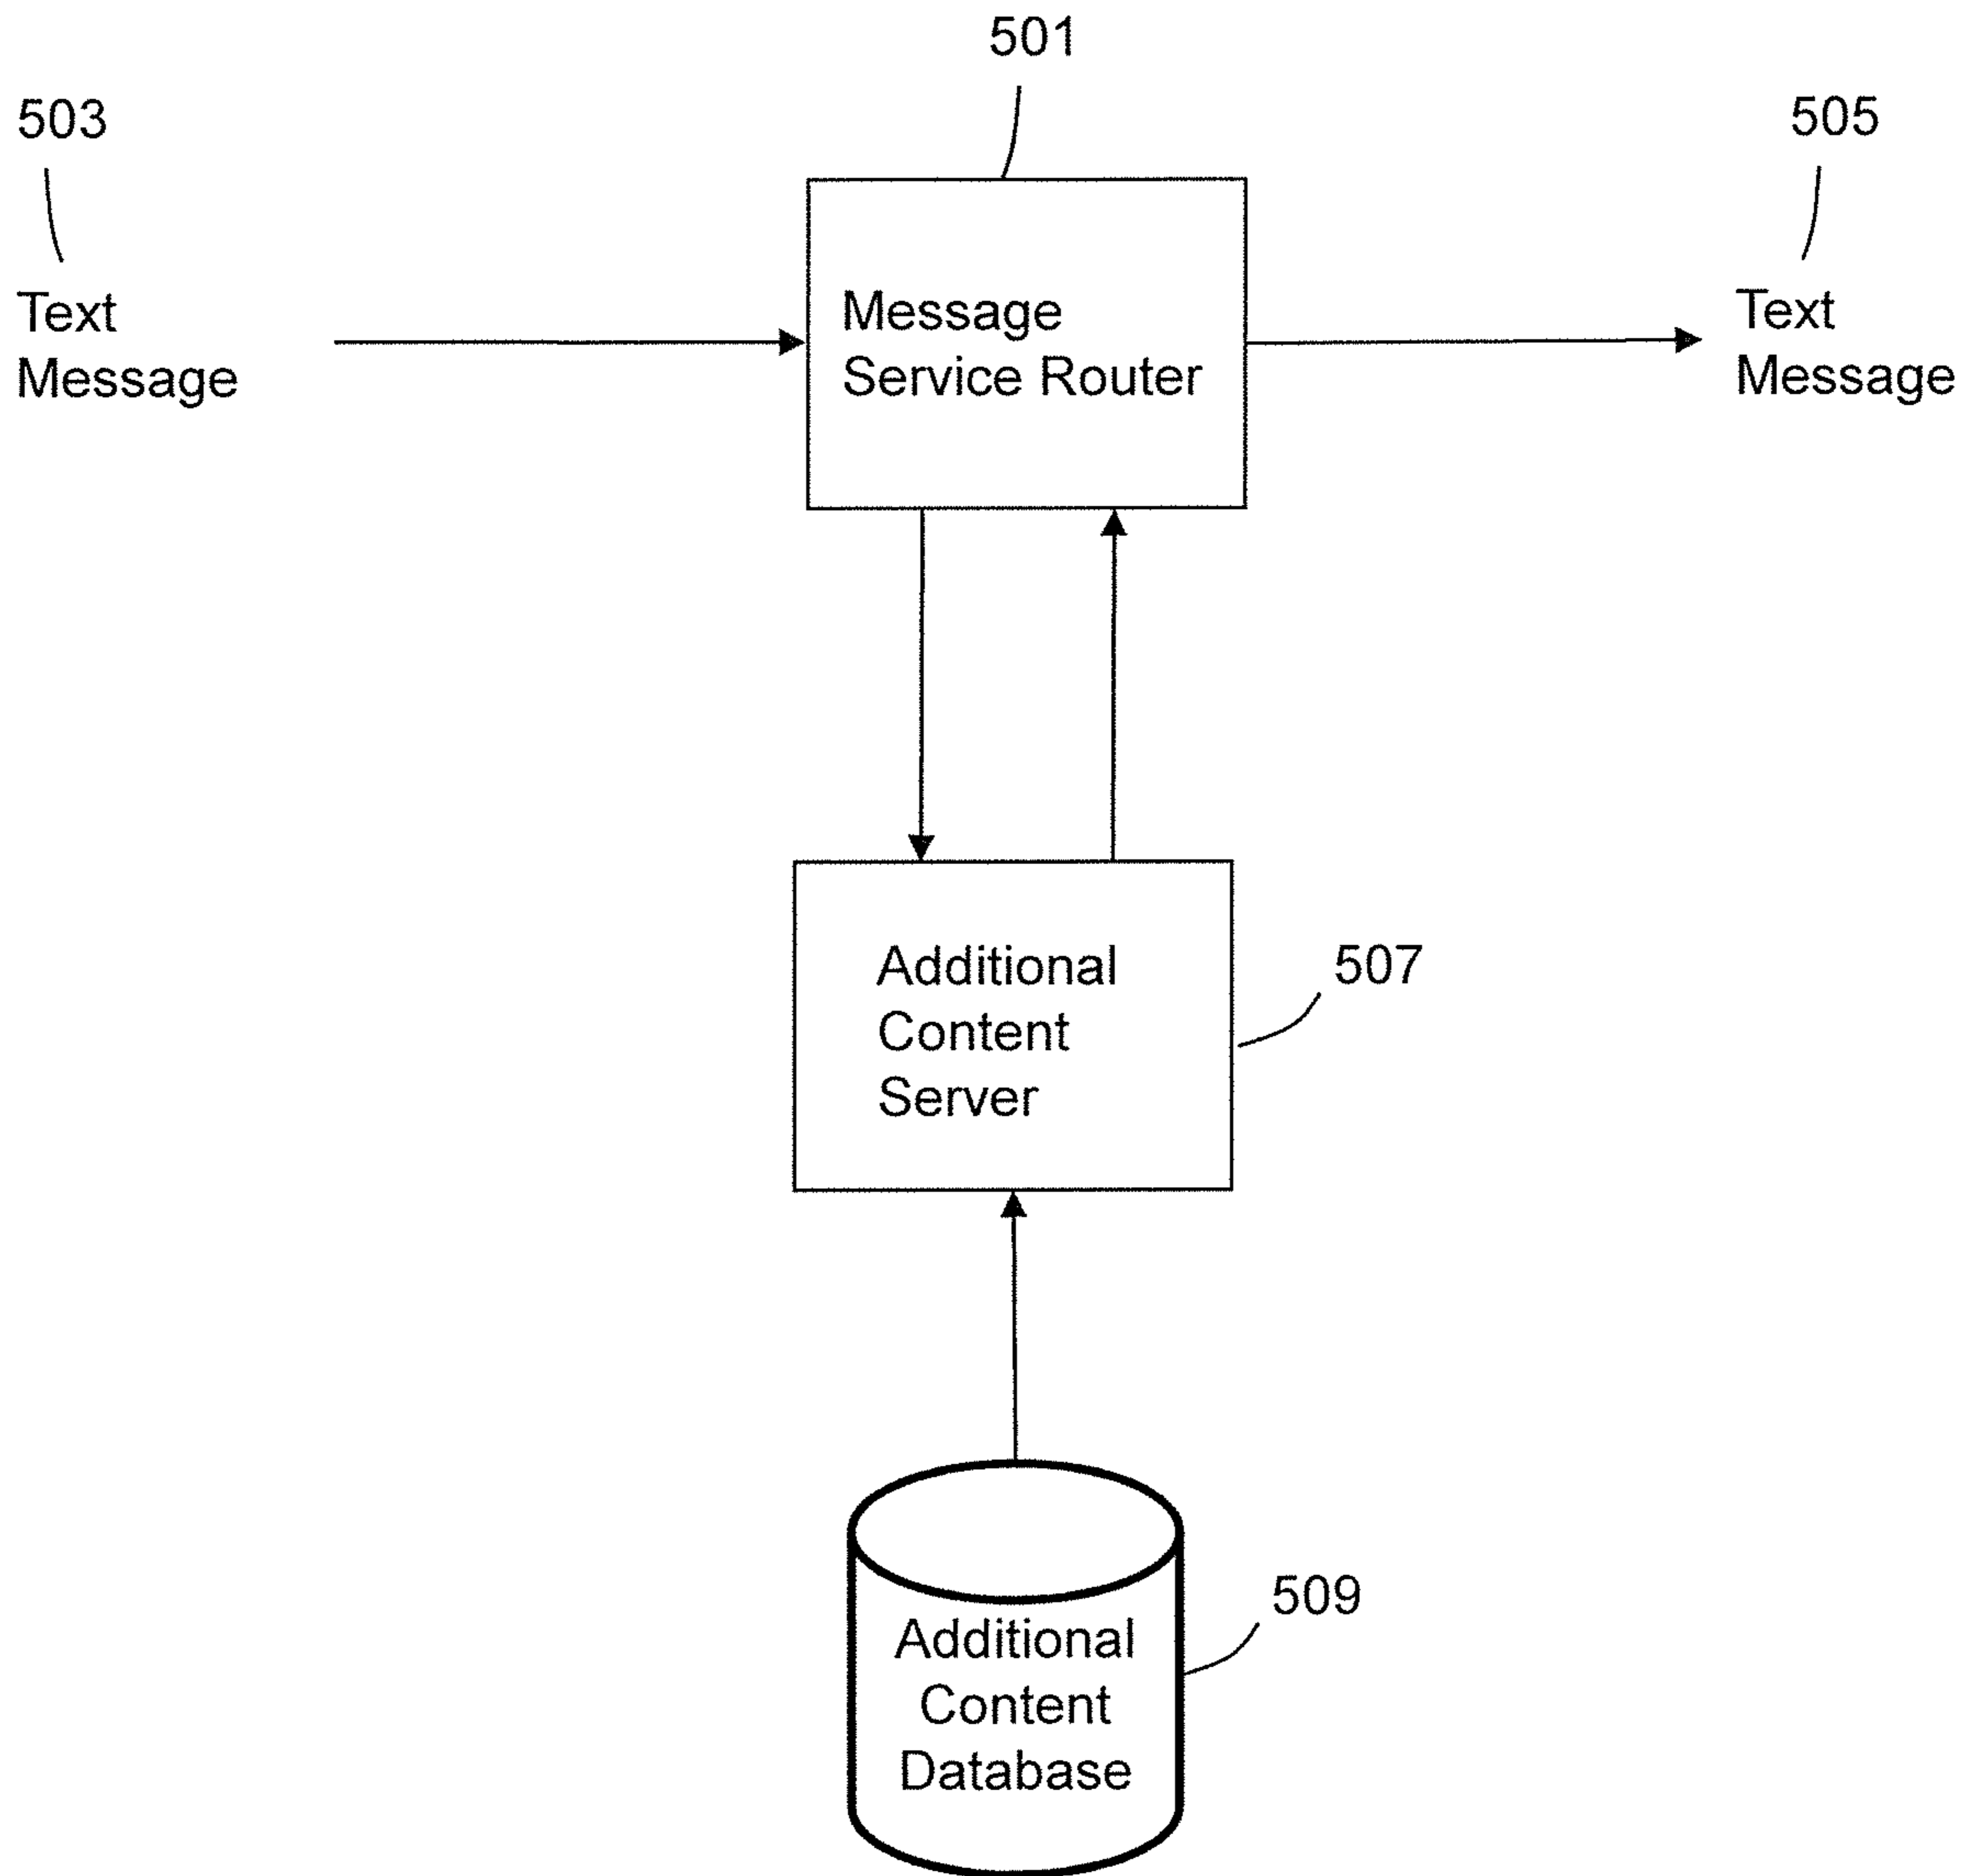 501
503
505
Text
Message
Message
Service Router
Text
Message
Additional
Content
Server
507
509
Additional
Content
Database